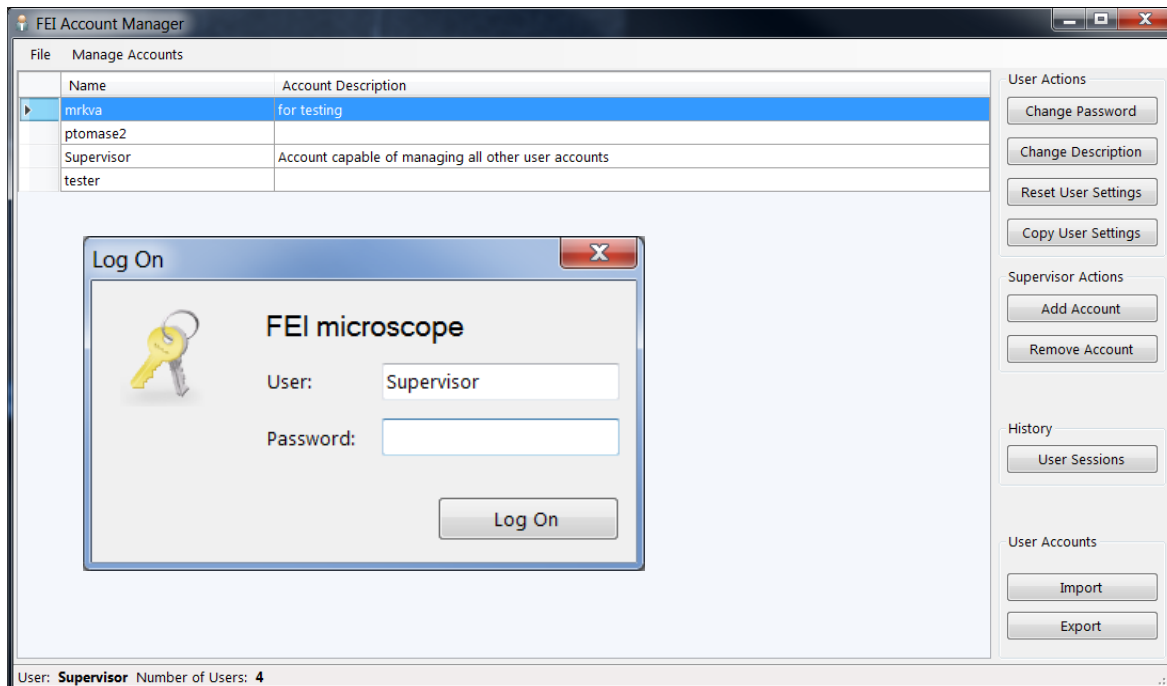 FEI Account Manager
File Manage Accounts
Name Account Description
mrkva for testing
ptomase2
Supervisor Account capable of managing all other user accounts
tester
Log On
FEI microscope
User: Supervisor
Password:
Log On
User Actions
Change Password
Change Description
Reset User Settings
Copy User Settings
Supervisor Actions
Add Account
Remove Account
History
User Sessions
User Accounts
Import
Export
User: Supervisor Number of Users: 4